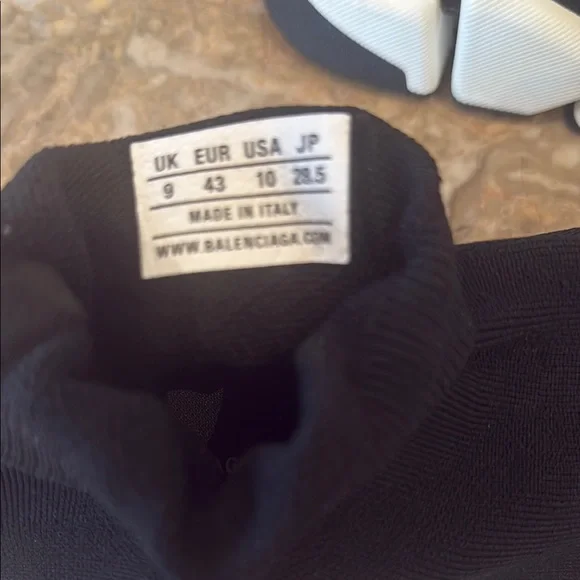 UK EUR USA JP
9 43 10 28.5
MADE IN ITALY
WWW.BALENCIAGA.COM